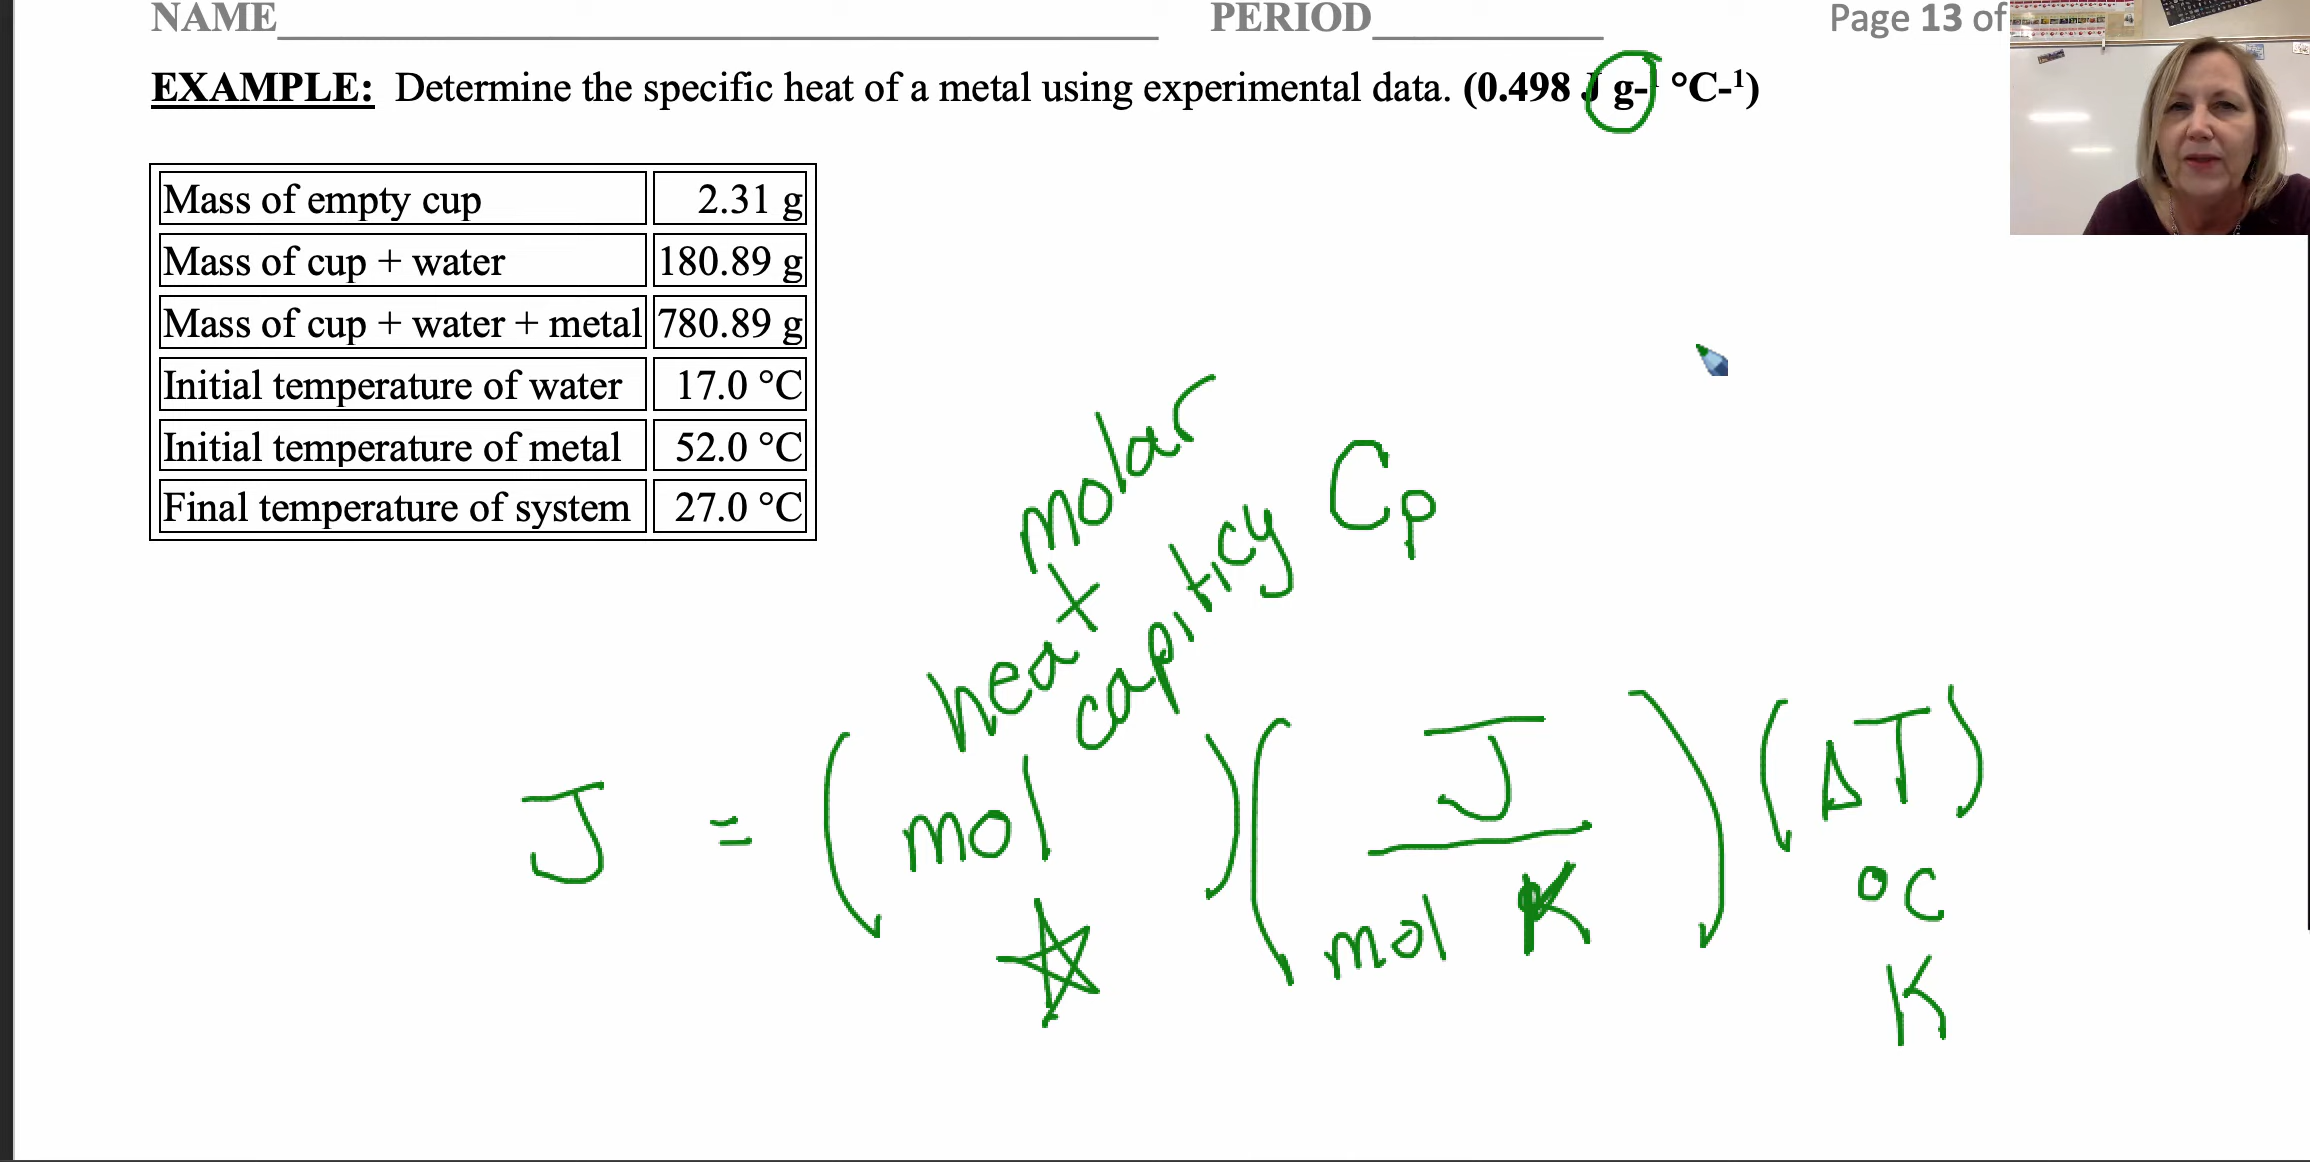 NAME PERIOD Page 13 of
EXAMPLE: Determine the specific heat of a metal using experimental data. (0.498 J g-¹ °C-¹)
Mass of empty cup 2.31 g
Mass of cup + water 180.89 g
Mass of cup + water + metal 780.89 g
Initial temperature of water 17.0 °C
Initial temperature of metal 52.0 °C
Final temperature of system 27.0 °C
molar
heat
capiticy Cp
J = (mol) (J / mol K) (ΔT)
°C
K